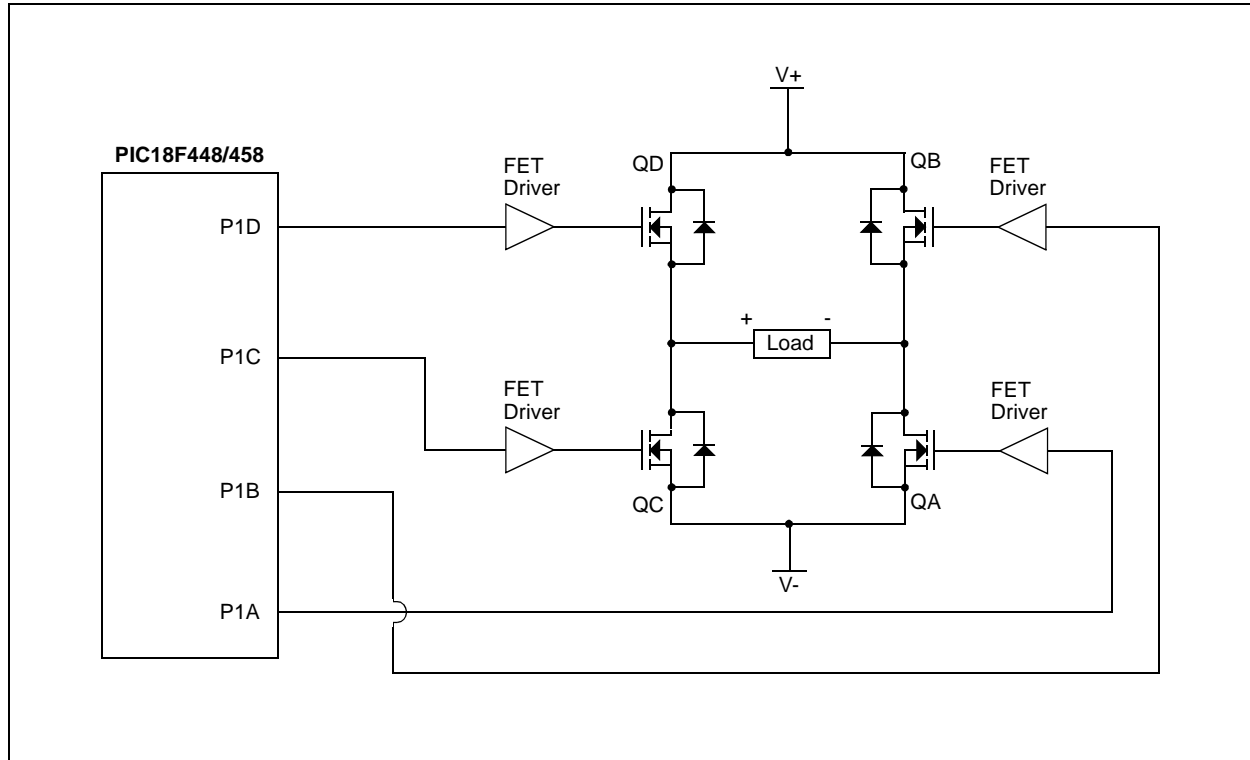 V+
PIC18F448/458
FET
Driver
QD
QB
FET
Driver
P1D
+
-
Load
P1C
FET
Driver
FET
Driver
P1B
QC
QA
V-
P1A